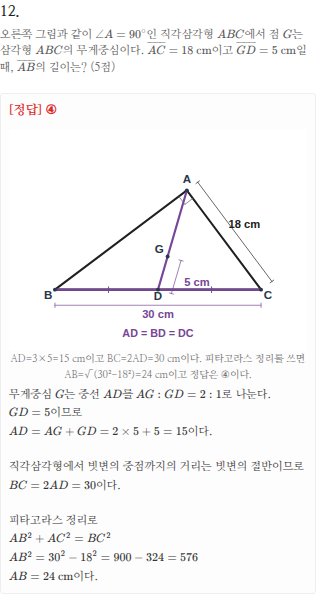 12.
오른쪽 그림과 같이 ∠A = 90°인 직각삼각형 ABC에서 점 G는
삼각형 ABC의 무게중심이다. AC = 18 cm이고 GD = 5 cm일
때, AB의 길이는? (5점)
[정답] ④
A
18 cm
G
5 cm
B
D
C
30 cm
AD = BD = DC
AD=3×5=15 cm이고 BC=2AD=30 cm이다. 피타고라스 정리를 쓰면
AB=√(30²−18²)=24 cm이고 정답은 ④이다.
무게중심 G는 중선 AD를 AG : GD = 2 : 1로 나눈다.
GD = 5이므로
AD = AG + GD = 2 × 5 + 5 = 15이다.
직각삼각형에서 빗변의 중점까지의 거리는 빗변의 절반이므로
BC = 2AD = 30이다.
피타고라스 정리로
AB² + AC² = BC²
AB² = 30² − 18² = 900 − 324 = 576
AB = 24 cm이다.